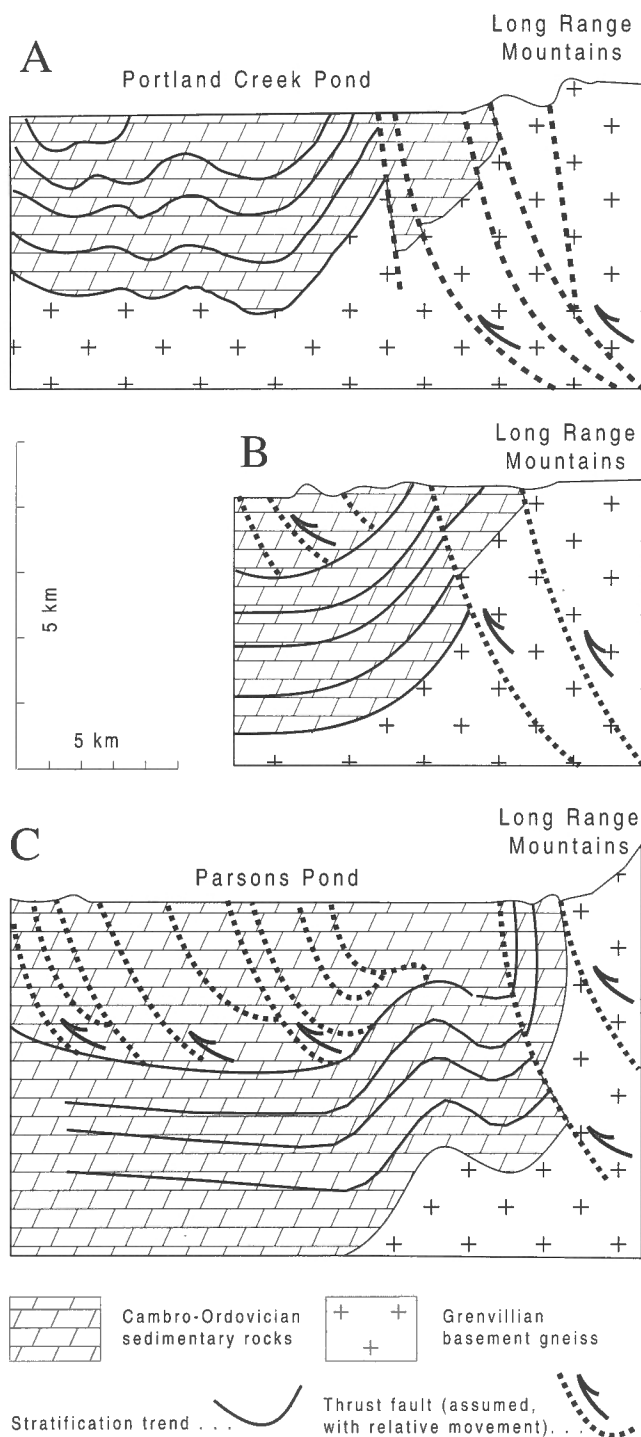 A
Portland Creek Pond
Long Range
Mountains
B
Long Range
Mountains
5 km
5 km
C
Parsons Pond
Long Range
Mountains
Cambro-Ordovician
sedimentary rocks
Grenvillian
basement gneiss
Stratification trend . . .
Thrust fault (assumed,
with relative movement). . .